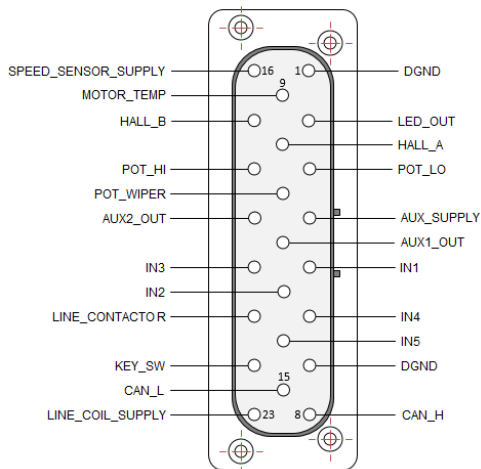 SPEED_SENSOR_SUPPLY 16 1 DGND
MOTOR_TEMP 9
HALL_B LED_OUT
HALL_A
POT_HI POT_LO
POT_WIPER
AUX2_OUT AUX_SUPPLY
AUX1_OUT
IN3 IN1
IN2
LINE_CONTACTOR IN4
IN5
KEY_SW DGND
CAN_L 15
LINE_COIL_SUPPLY 23 8 CAN_H